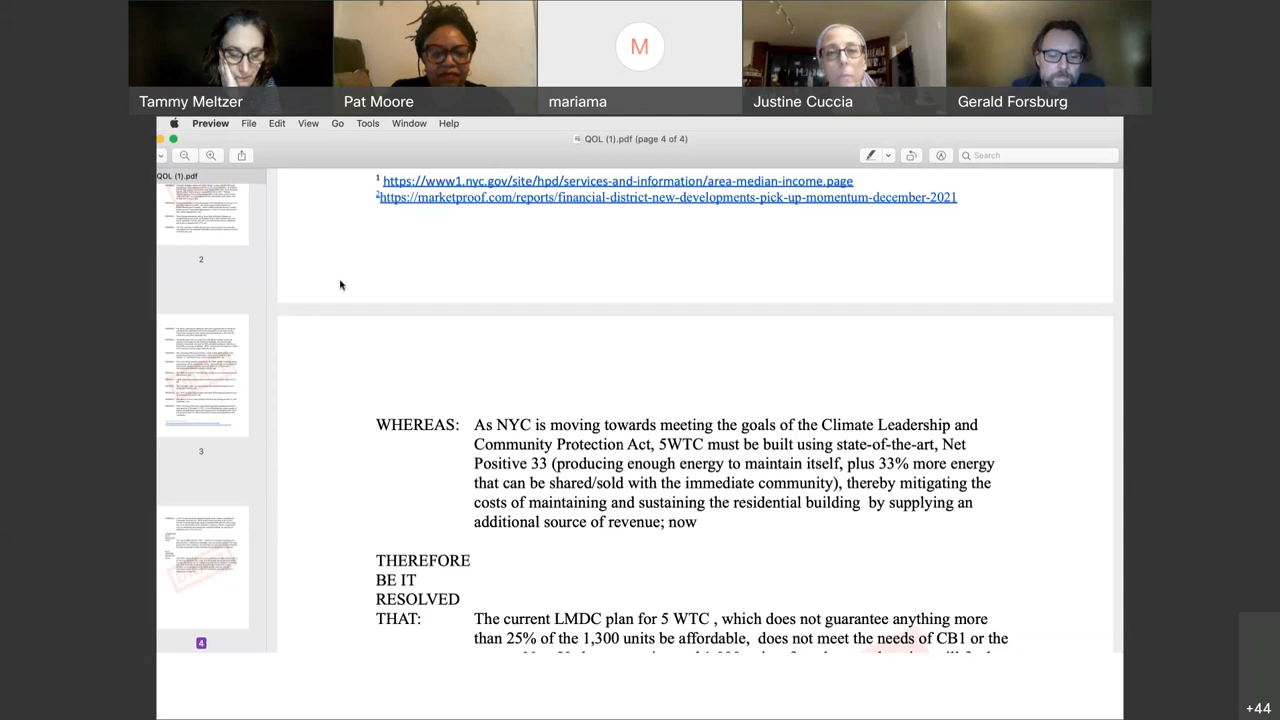 M
Tammy Meltzer
Pat Moore
mariama
Justine Cuccia
Gerald Forsburg
Preview File Edit View Go Tools Window Help
QOL (1).pdf (page 4 of 4)
Search
QOL (1).pdf
1 https://www1.nyc.gov/site/hpd/services-and-information/area-median-income.page
2https://marketproof.com/reports/financial-district-new-developments-pick-up-momentum-december-2021
2
3
4
WHEREAS: As NYC is moving towards meeting the goals of the Climate Leadership and
Community Protection Act, 5WTC must be built using state-of-the-art, Net
Positive 33 (producing enough energy to maintain itself, plus 33% more energy
that can be shared/sold with the immediate community), thereby mitigating the
costs of maintaining and sustaining the residential building by supplying an
additional source of revenue; now
THEREFORE
BE IT
RESOLVED
THAT: The current LMDC plan for 5 WTC , which does not guarantee anything more
than 25% of the 1,300 units be affordable, does not meet the needs of CB1 or the
+44